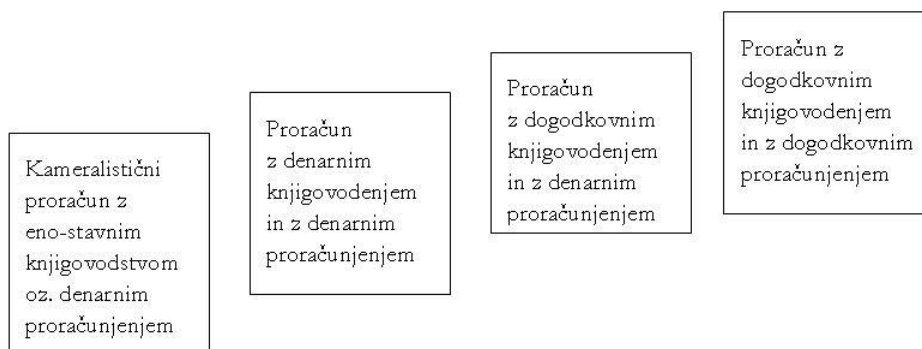 Kameralistični
proračun z
eno-stavnim
knjigovodstvom
oz. denarnim
proračunjenjem
Proračun
z denarnim
knjigovodenjem
in z denarnim
proračunjenjem
Proračun
z dogodkovnim
knjigovodenjem
in z denarnim
proračunjenjem
Proračun z
dogodkovnim
knjigovodenjem
in z dogodkovnim
proračunjenjem